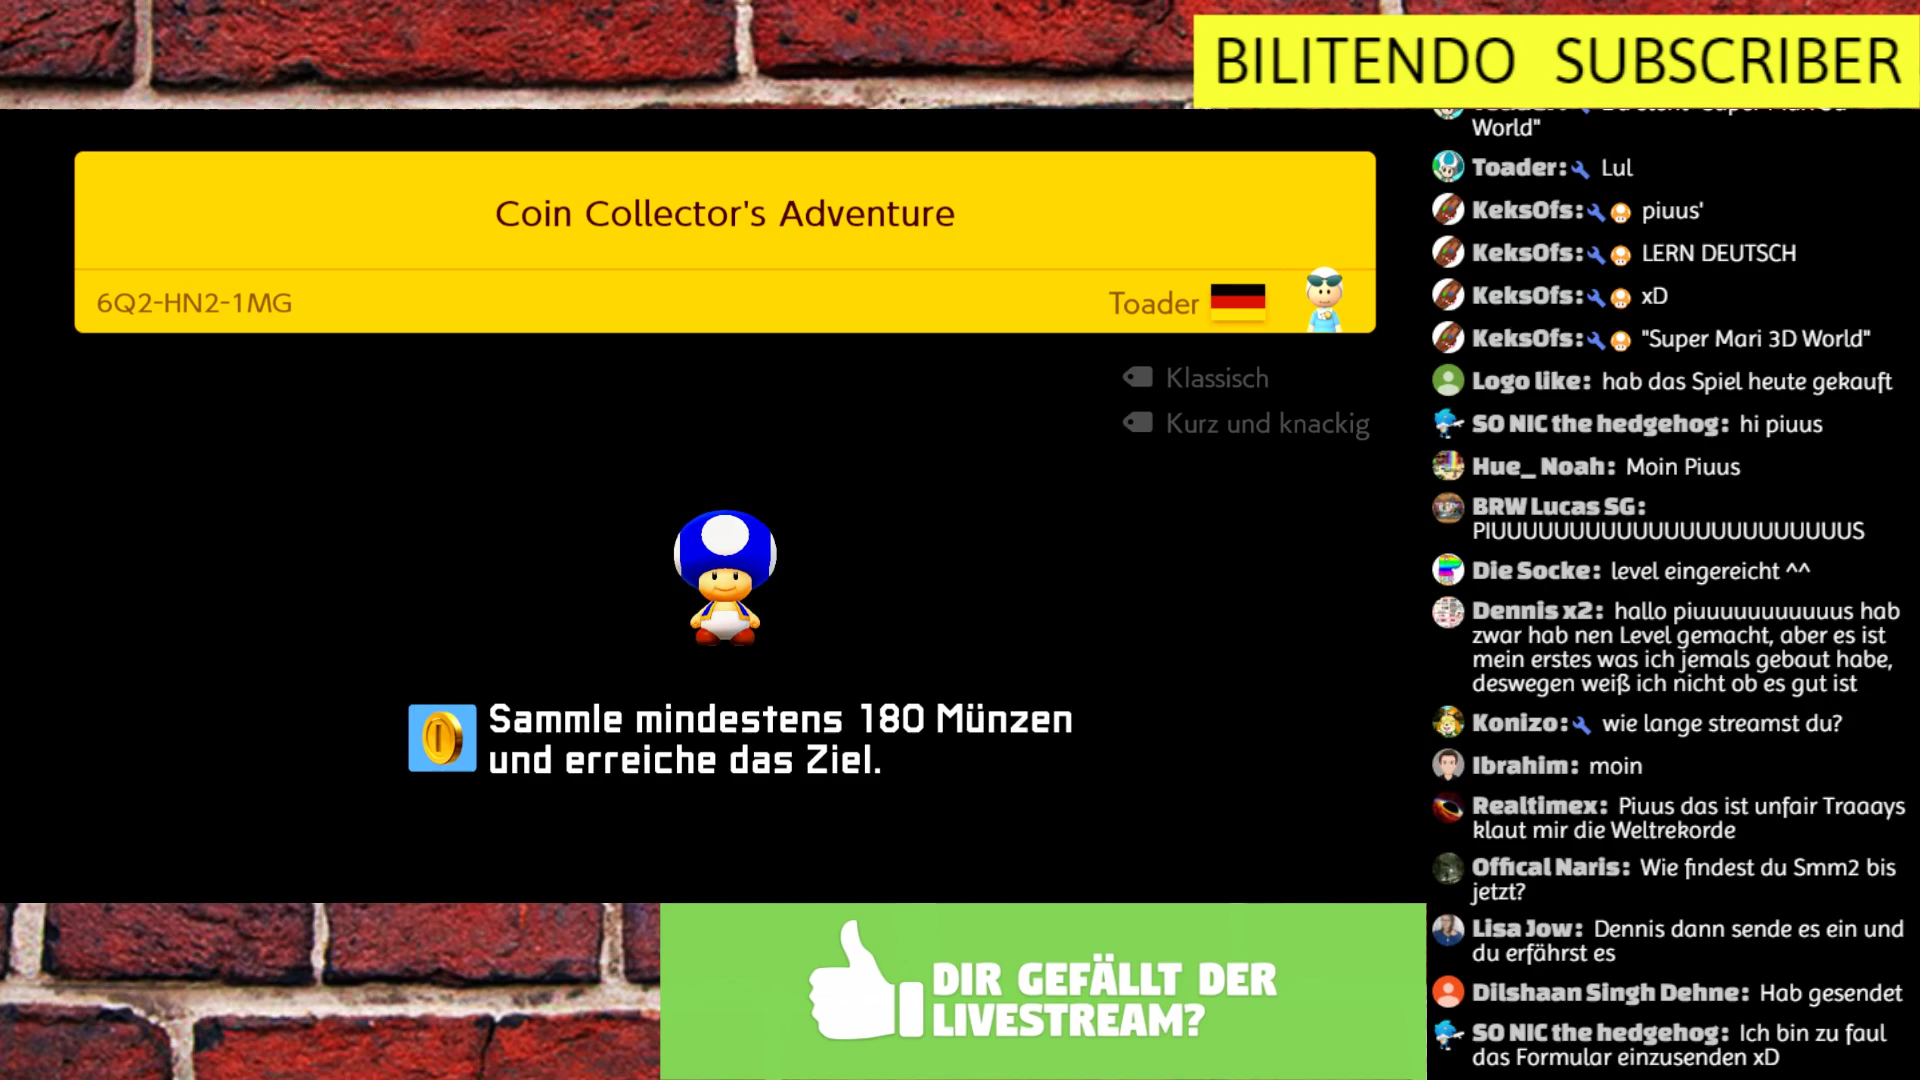 BILITENDO SUBSCRIBER
Coin Collector's Adventure
6Q2-HN2-1MG
Toader
Klassisch
Kurz und knackig
Sammle mindestens 180 Münzen
und erreiche das Ziel.
DIR GEFÄLLT DER
LIVESTREAM?
World"
Toader: Lul
KeksOfs: piuus'
KeksOfs: LERN DEUTSCH
KeksOfs: xD
KeksOfs: "Super Mari 3D World"
Logo like: hab das Spiel heute gekauft
SO NIC the hedgehog: hi piuus
Hue_ Noah: Moin Piuus
BRW Lucas SG:
PIUUUUUUUUUUUUUUUUUUUUUUUUS
Die Socke: level eingereicht ^^
Dennis x2: hallo piuuuuuuuuuus hab
zwar hab nen Level gemacht, aber es ist
mein erstes was ich jemals gebaut habe,
deswegen weiß ich nicht ob es gut ist
Konizo: wie lange streamst du?
Ibrahim: moin
Realtimex: Piuus das ist unfair Traaays
klaut mir die Weltrekorde
Offical Naris: Wie findest du Smm2 bis
jetzt?
Lisa Jow: Dennis dann sende es ein und
du erfährst es
Dilshaan Singh Dehne: Hab gesendet
SO NIC the hedgehog: Ich bin zu faul
das Formular einzusenden xD